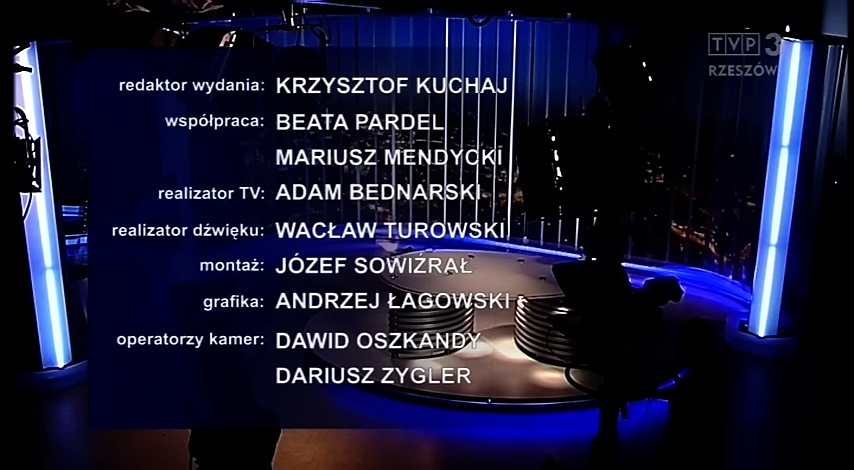 TVP3
RZESZÓW
redaktor wydania: KRZYSZTOF KUCHAJ
współpraca: BEATA PARDEL
MARIUSZ MENDYCKI
realizator TV: ADAM BEDNARSKI
realizator dźwięku: WACŁAW TUROWSKI
montaż: JÓZEF SOWIŹRAŁ
grafika: ANDRZEJ ŁAGOWSKI
operatorzy kamer: DAWID OSZKANDY
DARIUSZ ZYGLER